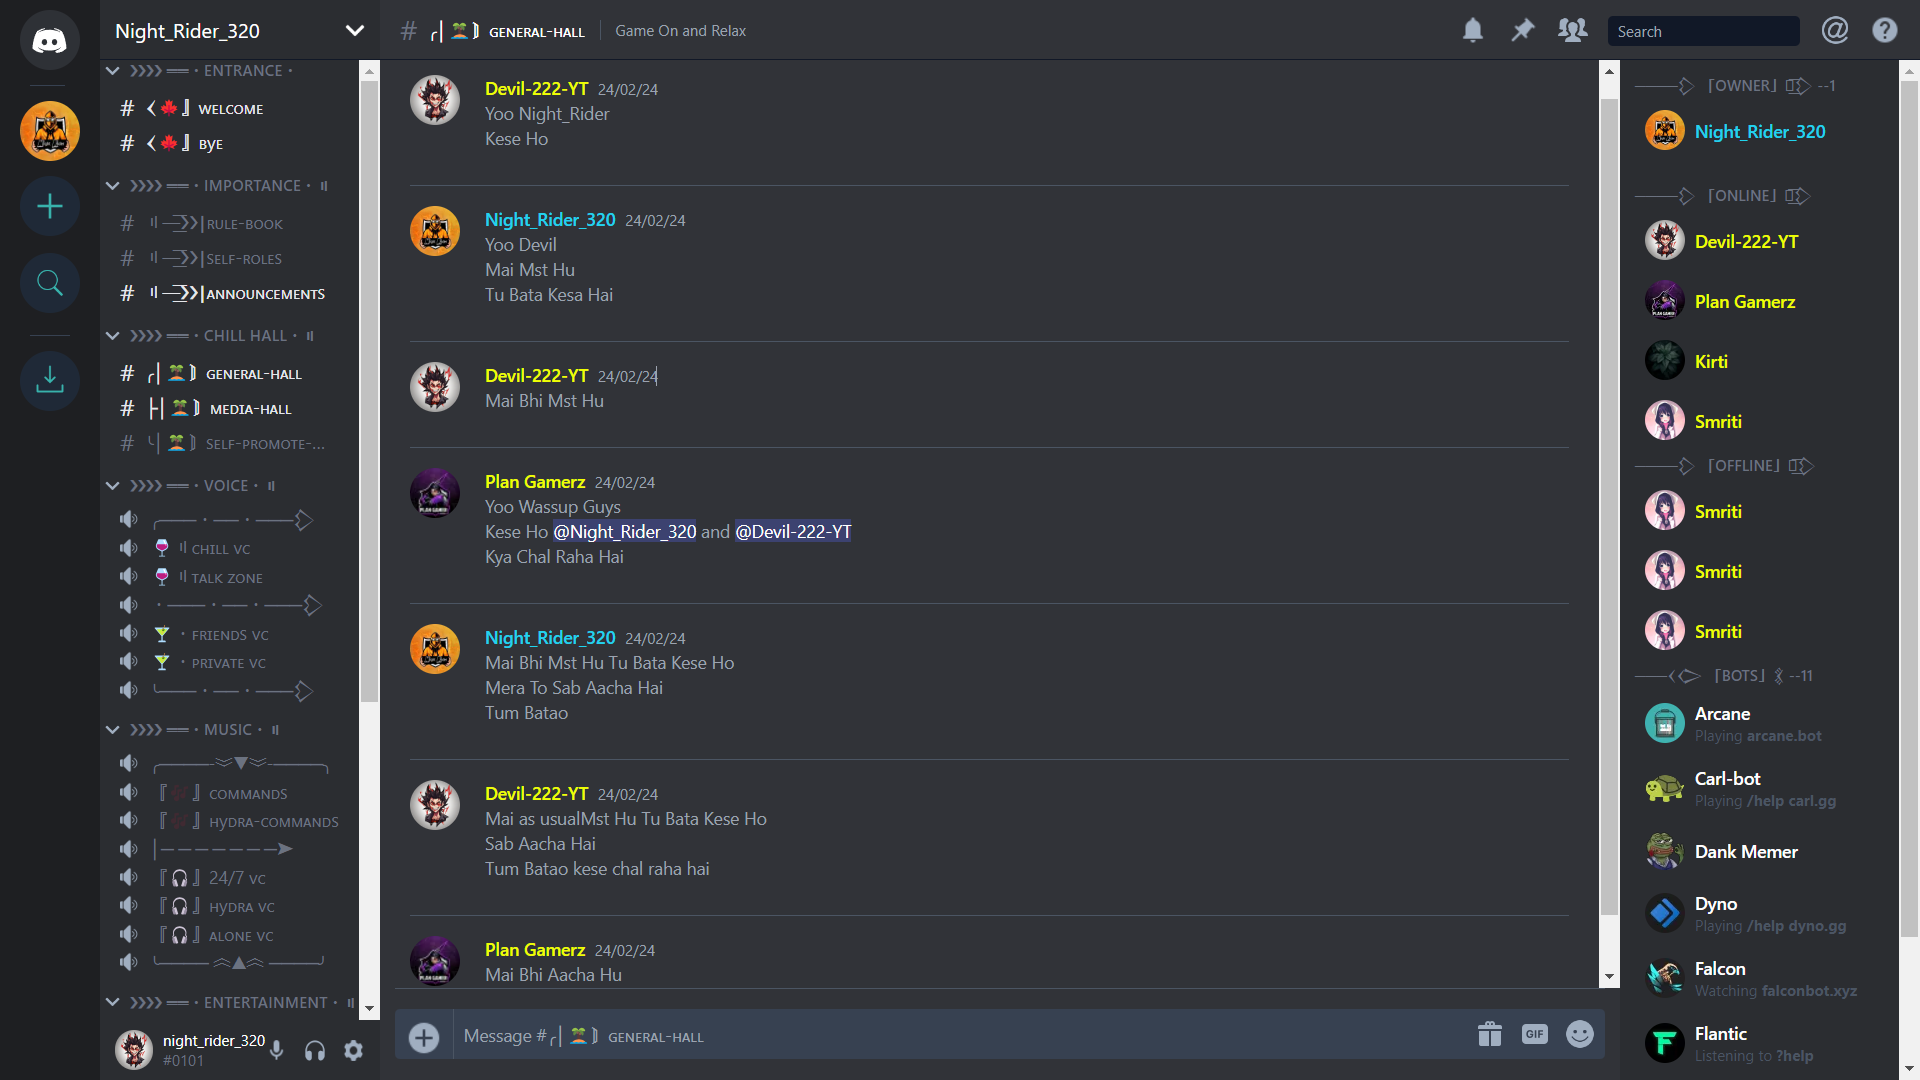 Night_Rider_320
ENTRANCE
WELCOME
BYE
IMPORTANCE
RULE-BOOK
SELF-ROLES
ANNOUNCEMENTS
CHILL HALL
GENERAL-HALL
MEDIA-HALL
SELF-PROMOTE-...
VOICE
CHILL VC
TALK ZONE
FRIENDS VC
PRIVATE VC
MUSIC
COMMANDS
HYDRA-COMMANDS
24/7 VC
HYDRA VC
ALONE VC
ENTERTAINMENT
night_rider_320
#0101
# GENERAL-HALL Game On and Relax
Search
Devil-222-YT 24/02/24
Yoo Night_Rider
Kese Ho
Night_Rider_320 24/02/24
Yoo Devil
Mai Mst Hu
Tu Bata Kesa Hai
Devil-222-YT 24/02/24
Mai Bhi Mst Hu
Plan Gamerz 24/02/24
Yoo Wassup Guys
Kese Ho @Night_Rider_320 and @Devil-222-YT
Kya Chal Raha Hai
Night_Rider_320 24/02/24
Mai Bhi Mst Hu Tu Bata Kese Ho
Mera To Sab Aacha Hai
Tum Batao
Devil-222-YT 24/02/24
Mai as usualMst Hu Tu Bata Kese Ho
Sab Aacha Hai
Tum Batao kese chal raha hai
Plan Gamerz 24/02/24
Mai Bhi Aacha Hu
Message # GENERAL-HALL
GIF
[OWNER] --1
Night_Rider_320
[ONLINE]
Devil-222-YT
Plan Gamerz
Kirti
Smriti
[OFFLINE]
Smriti
Smriti
Smriti
[BOTS] --11
Arcane
Playing arcane.bot
Carl-bot
Playing /help carl.gg
Dank Memer
Dyno
Playing /help dyno.gg
Falcon
Watching falconbot.xyz
Flantic
Listening to ?help